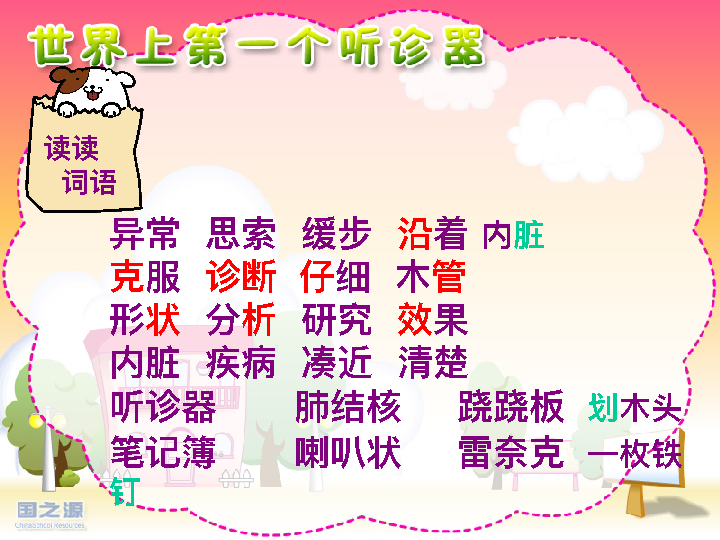 世界上第一个听诊器
读读
词语
异常 思索 缓步 沿着 内脏
克服 诊断 仔细 木管
形状 分析 研究 效果
内脏 疾病 凑近 清楚
听诊器 肺结核 跷跷板 划木头
笔记簿 喇叭状 雷奈克 一枚铁
钉
国之源
ChinaSchool Resources